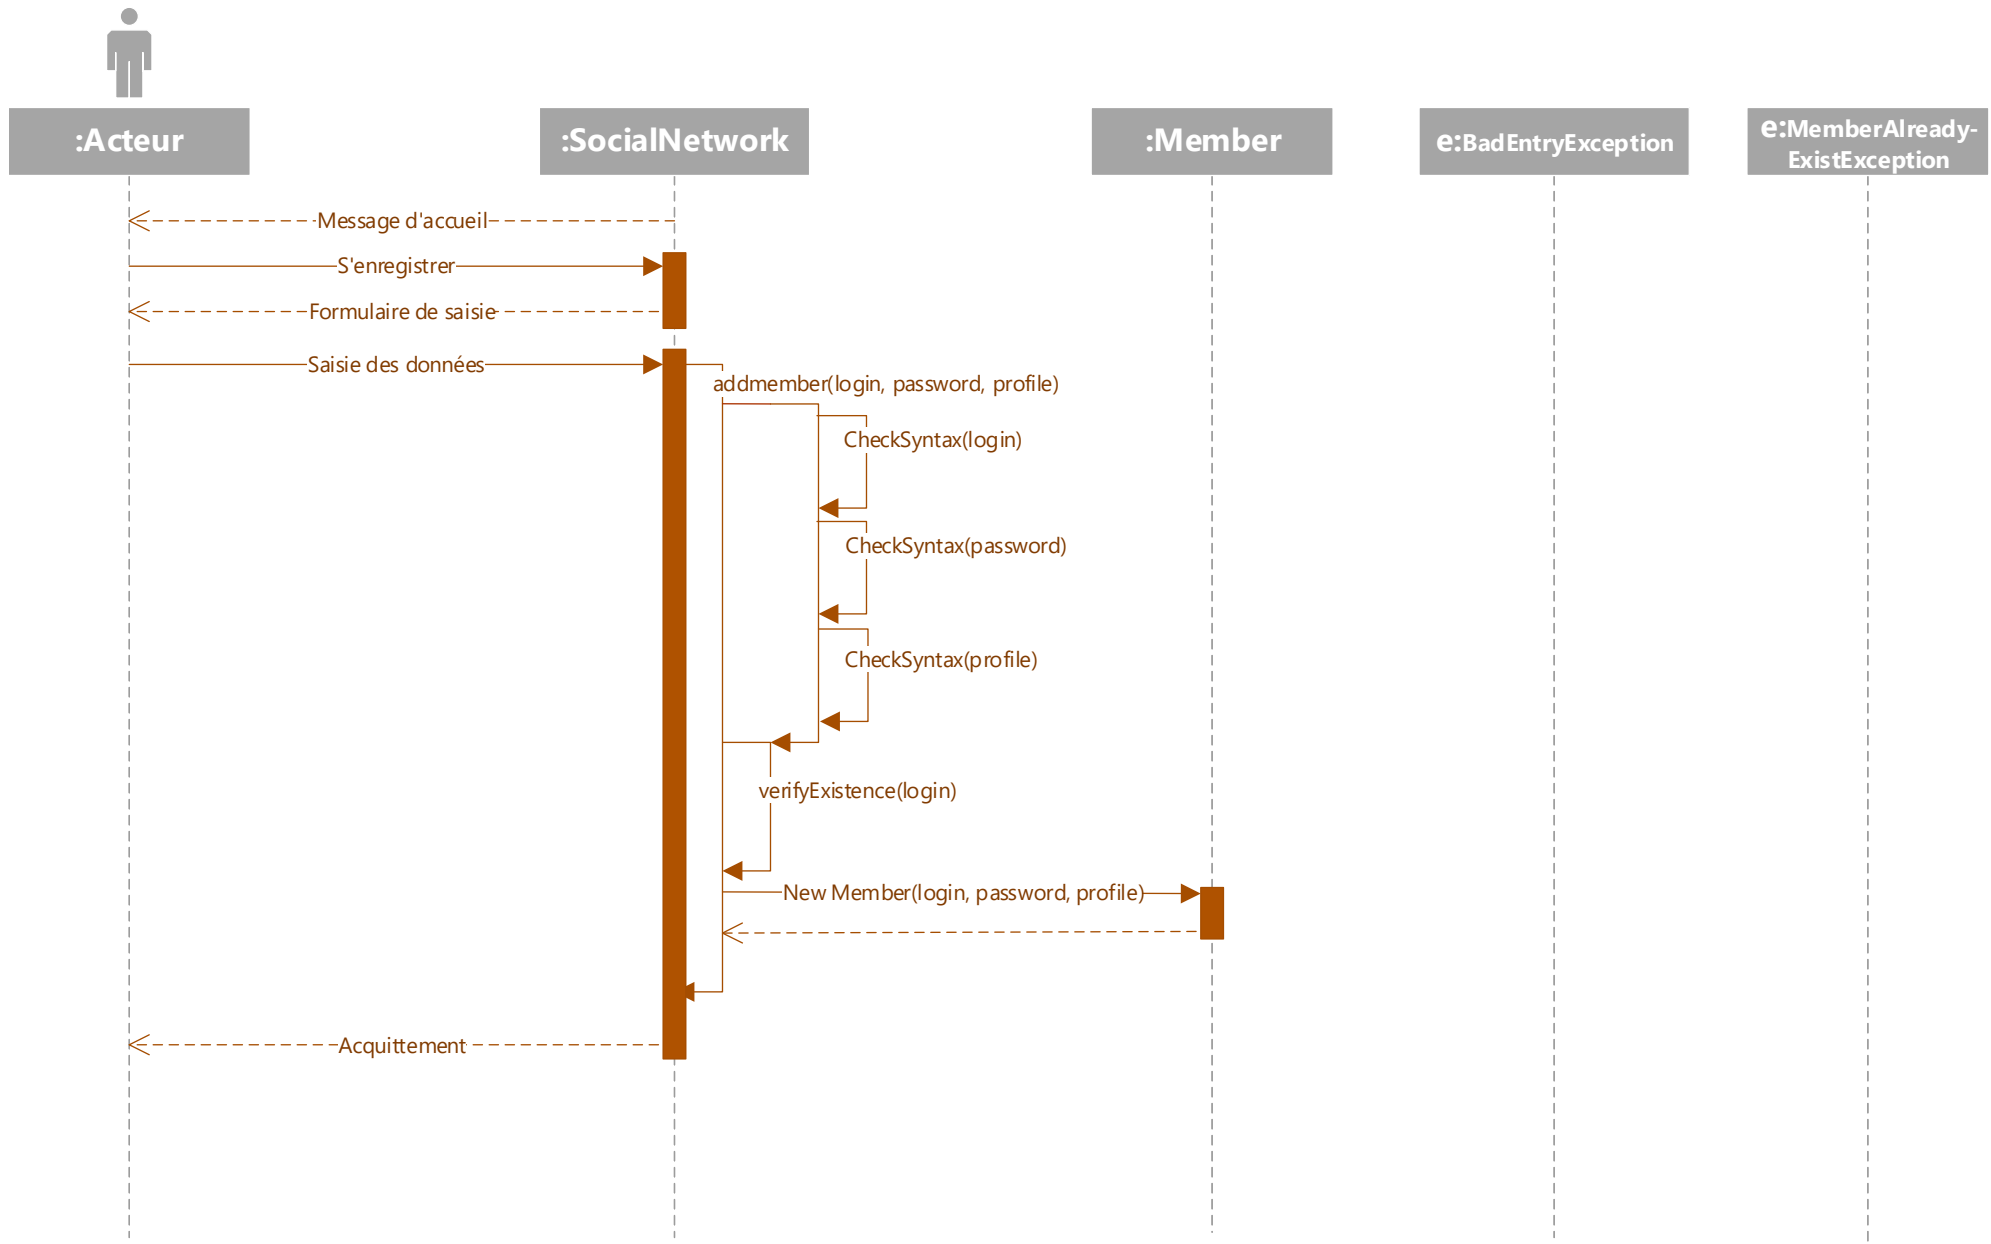 :Acteur
:SocialNetwork
:Member
e:BadEntryException
e:MemberAlready-
ExistException
Message d'accueil
S'enregistrer
Formulaire de saisie
Saisie des données
addmember(login, password, profile)
CheckSyntax(login)
CheckSyntax(password)
CheckSyntax(profile)
verifyExistence(login)
New Member(login, password, profile)
Acquittement